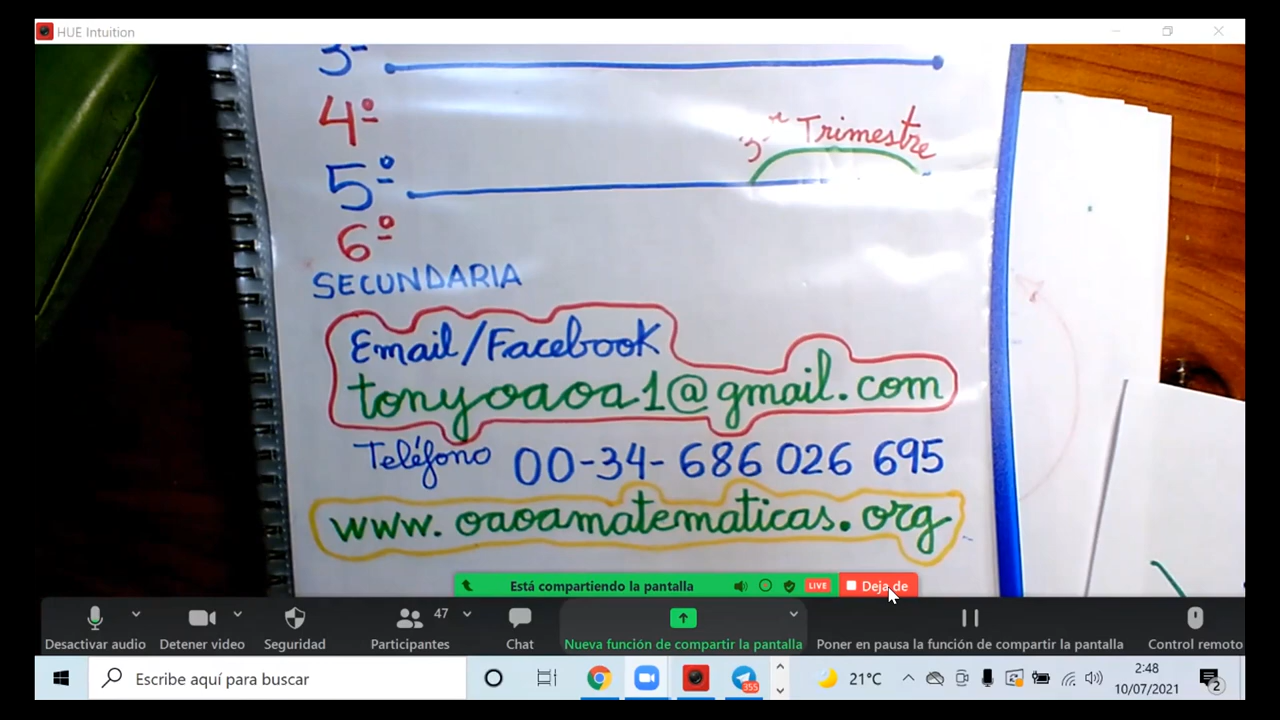 HUE Intuition
3º
4º
3er Trimestre
5º
6º
SECUNDARIA
Email/Facebook
tonyoaoa1@gmail.com
Teléfono 00-34-686 026 695
www.oaoamatematicas.org
Está compartiendo la pantalla LIVE Deja de
47
Desactivar audio Detener video Seguridad Participantes Chat Nueva función de compartir la pantalla Poner en pausa la función de compartir la pantalla Control remoto
Escribe aquí para buscar 355 21°C 2:48
10/07/2021 2